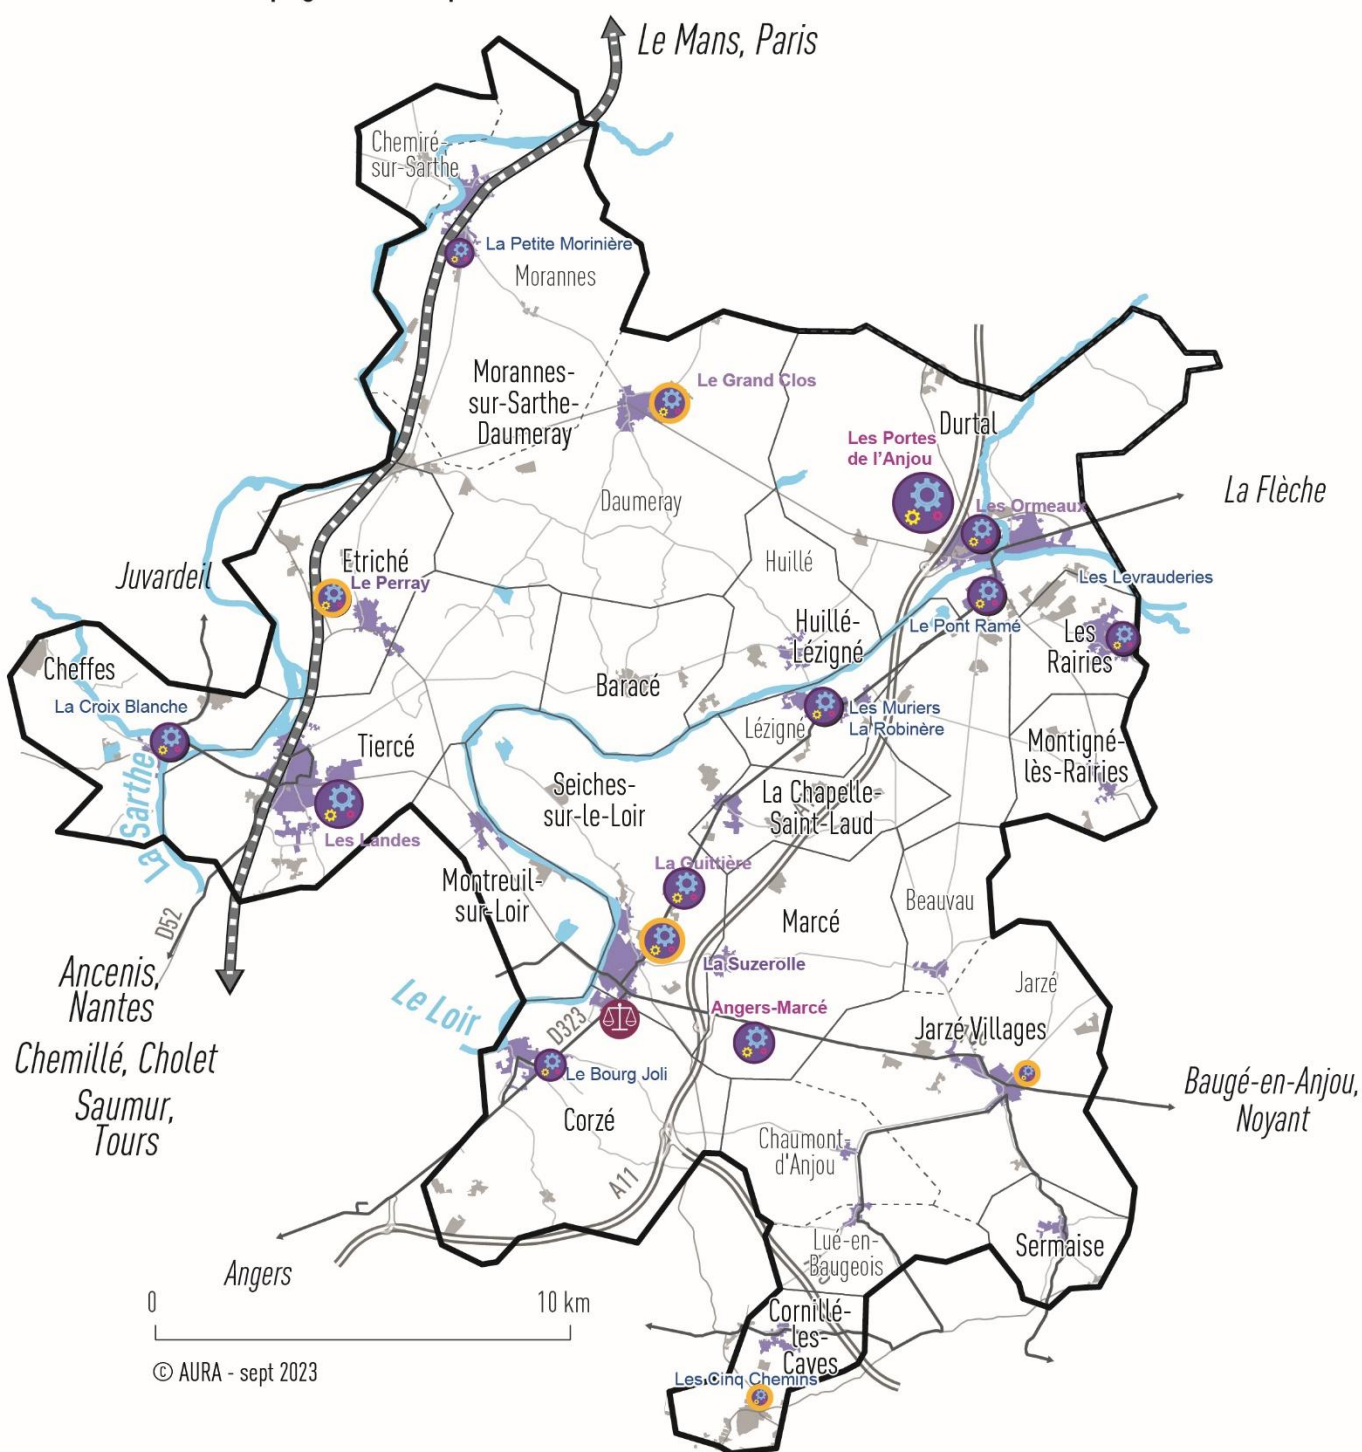 Le Mans, Paris
Chemiré-
sur-Sarthe
La Petite Morinière
Morannes
Morannes-
sur-Sarthe-
Daumeray
Le Grand Clos
Durtal
Les Portes
de l'Anjou
La Flèche
Les Ormeaux
Daumeray
Huillé
Etriché
Juvardeil
Le Perray
Les Levrauderies
Le Pont Ramé
Huillé-
Lézigné
Les
Rairies
Cheffes
Baracé
La Croix Blanche
Les Muriers
La Robinère
Lézigné
Tiercé
Montigné-
lès-Rairies
La Sarthe
Seiches-
sur-le-Loir
La Chapelle-
Saint-Laud
Les Landes
La Guittière
Montreuil-
sur-Loir
Beauvau
Marcé
D52
La Suzerolle
Ancenis,
Nantes
Chemillé, Cholet
Saumur,
Tours
Le Loir
Jarzé
Angers-Marcé
D323
Jarzé Villages
Le Bourg Joli
Baugé-en-Anjou,
Noyant
Corzé
Chaumont-
d'Anjou
A11
Lué-en-
Baugeois
Sermaise
Angers
0
10 km
Cornillé-
les-
Caves
© AURA - sept 2023
Les Cinq Chemins